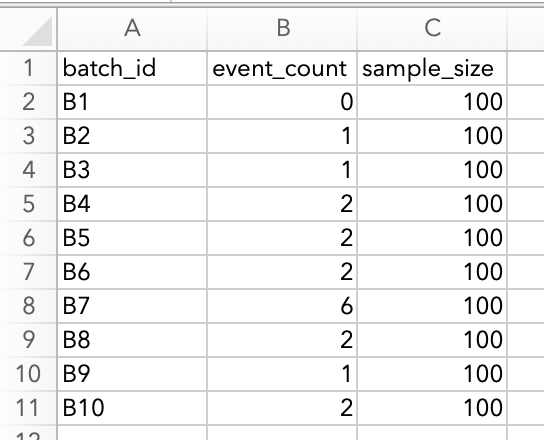 A B C
1 batch_id event_count sample_size
2 B1 0 100
3 B2 1 100
4 B3 1 100
5 B4 2 100
6 B5 2 100
7 B6 2 100
8 B7 6 100
9 B8 2 100
10 B9 1 100
11 B10 2 100
12